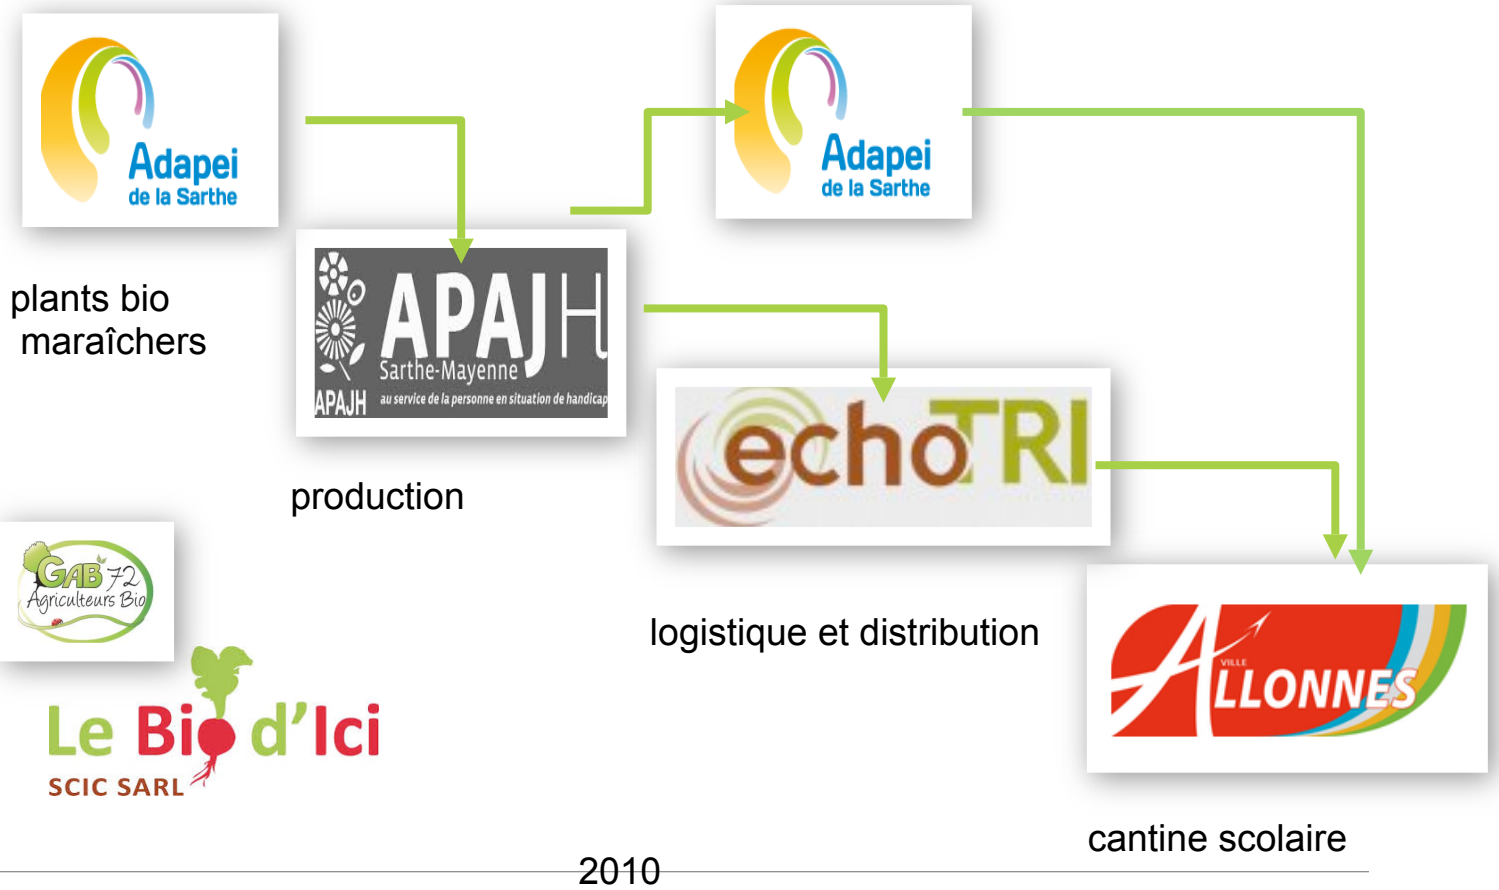 Adapei
de la Sarthe
Adapei
de la Sarthe
plants bio
maraîchers
APAJH
Sarthe-Mayenne
APAJH
au service de la personne en situation de handicap
production
echoTRI
logistique et distribution
GAB 72
Agriculteurs Bio
Le Bio d'Ici
SCIC SARL
VILLE
ALLONNES
cantine scolaire
2010